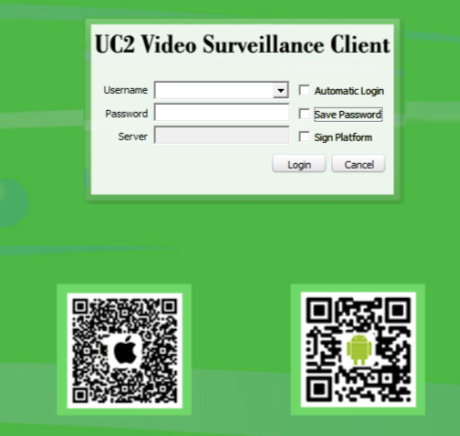 UC2 Video Surveillance Client
Username
Automatic Login
Password
Save Password
Server
Sign Platform
Login
Cancel